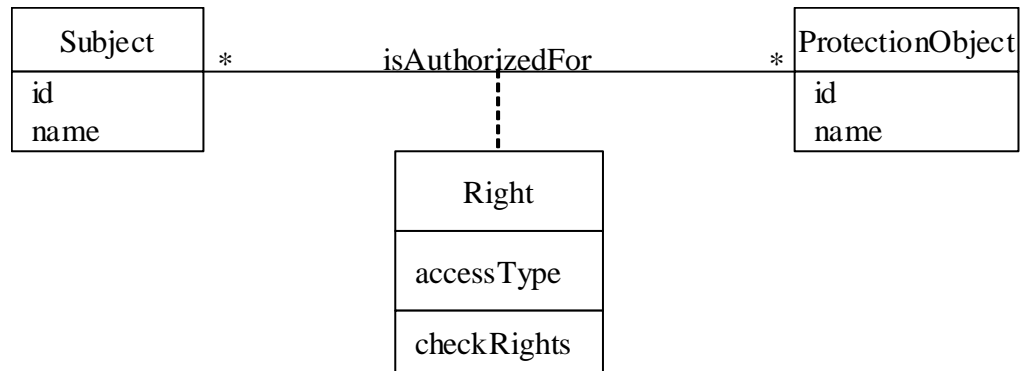 Subject
ProtectionObject
* isAuthorizedFor *
id
name
id
name
Right
accessType
checkRights